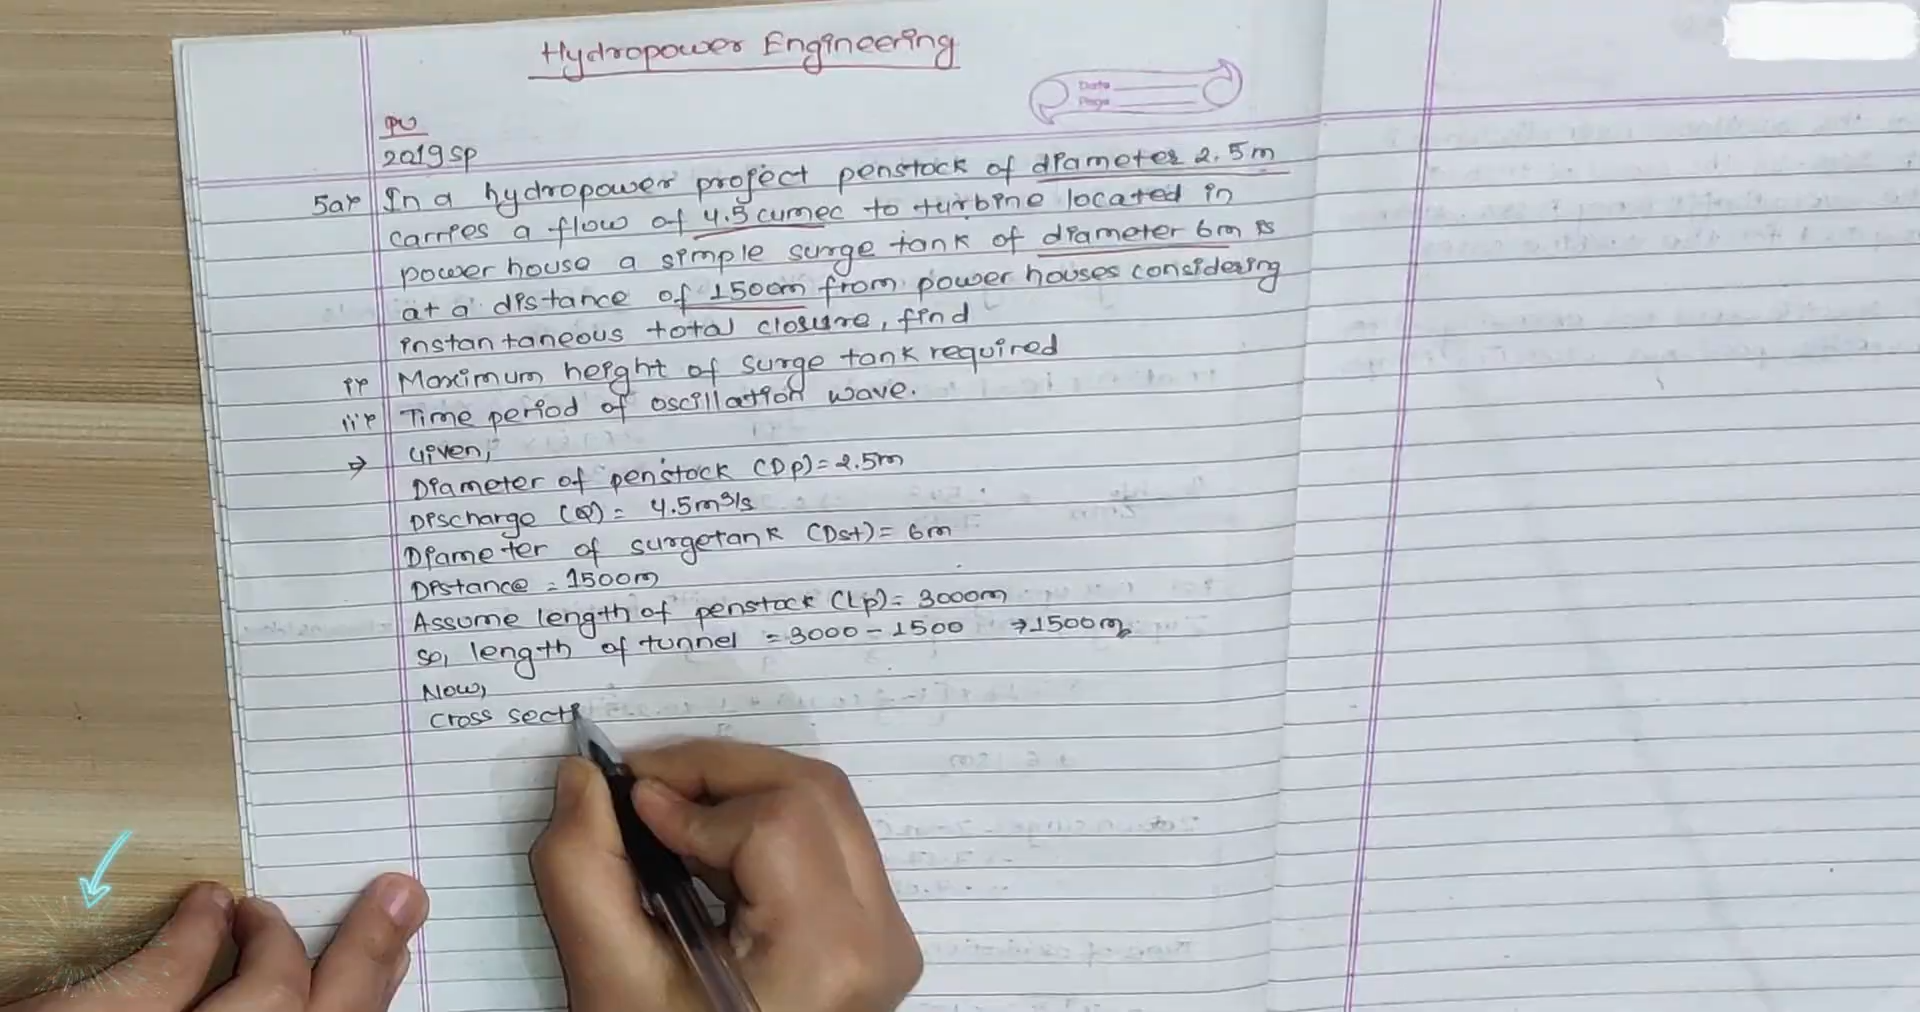 Hydropower Engineering
Date
Page
PU
2019 sp
5a> In a hydropower project penstock of diameter 2.5m
carries a flow of 4.5 cumec to turbine located in
power house a simple surge tank of diameter 6m is
at a distance of 1500m from power houses considering
instantaneous total closure, find
i> Maximum height of surge tank required
ii> Time period of oscillation wave.
⇒ Given,
Diameter of penstock (Dp) = 2.5m
Discharge (Q) = 4.5m3/s
Diameter of surgetank (Dst) = 6m
Distance = 1500m
Assume length of penstock (Lp) = 3000m
so, length of tunnel = 3000 - 1500 → 1500m
Now,
Cross secti